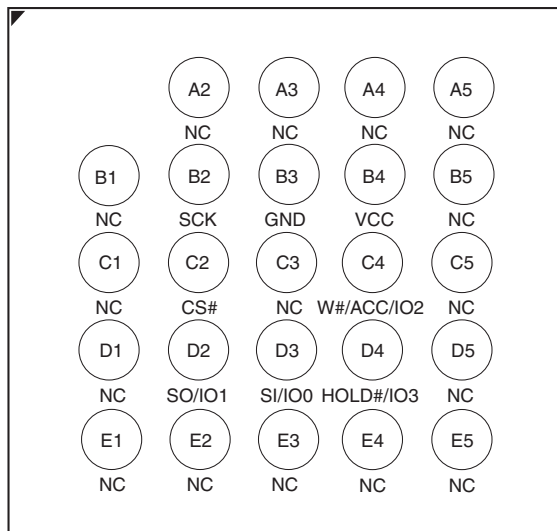 A2 A3 A4 A5
NC NC NC NC
B1 B2 B3 B4 B5
NC SCK GND VCC NC
C1 C2 C3 C4 C5
NC CS# NC W#/ACC/IO2 NC
D1 D2 D3 D4 D5
NC SO/IO1 SI/IO0 HOLD#/IO3 NC
E1 E2 E3 E4 E5
NC NC NC NC NC